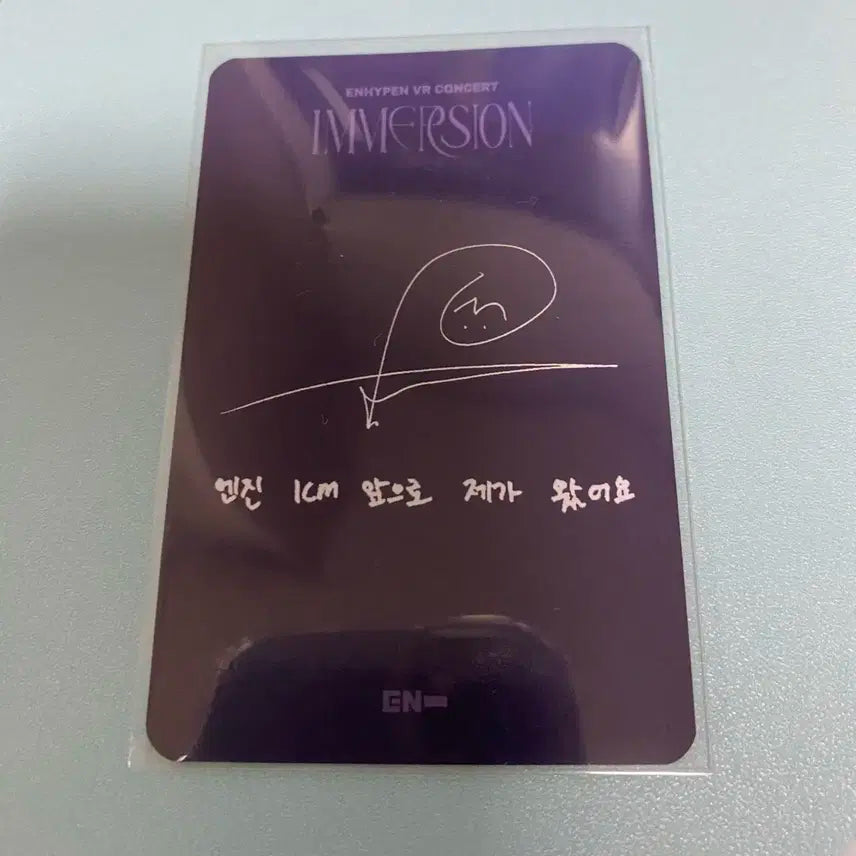 ENHYPEN VR CONCERT
IMMERSION
엔진 1CM 앞으로 제가 왔어요
EN-